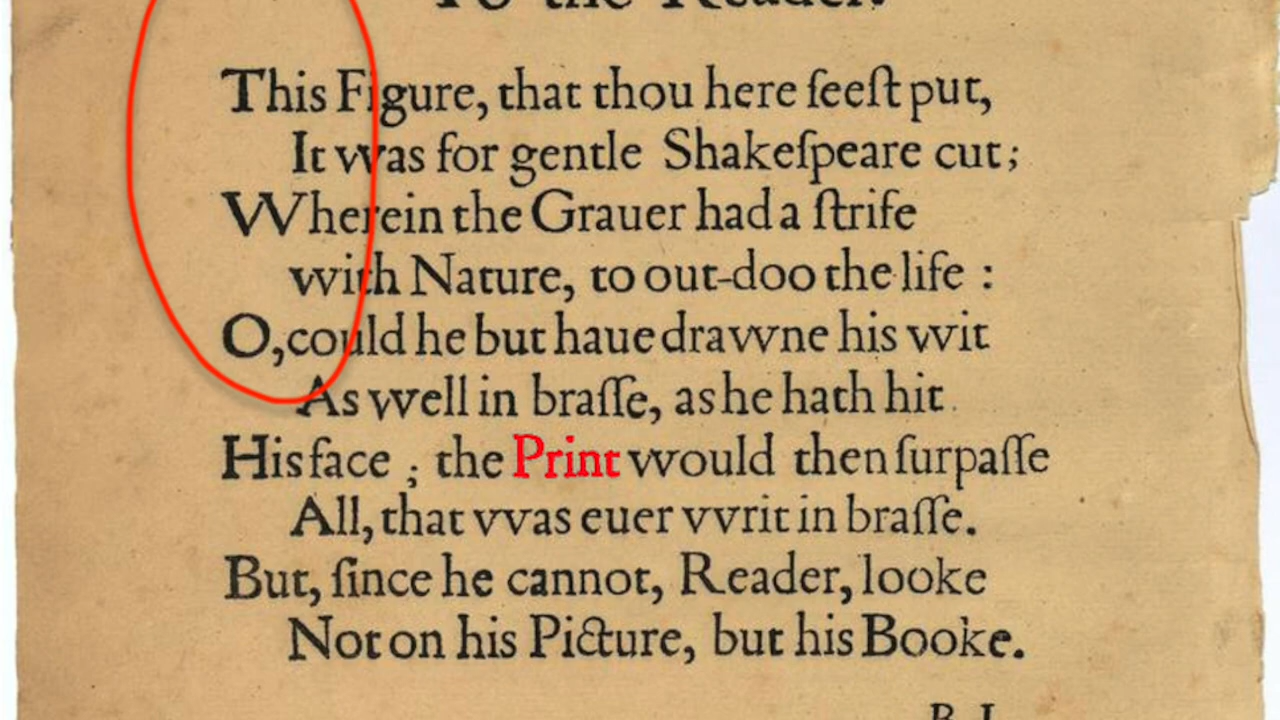 To the Reader.
This Figure, that thou here ſeeſt put,
It vvas for gentle Shakeſpeare cut;
VVherein the Grauer had a ſtrife
vvith Nature, to out-doo the life :
O, could he but haue dravvne his vvit
As vvell in braſſe, as he hath hit
His face ; the Print vvould then ſurpaſſe
All, that vvas euer vvrit in braſſe.
But, ſince he cannot, Reader, looke
Not on his Picture, but his Booke.
B. I.